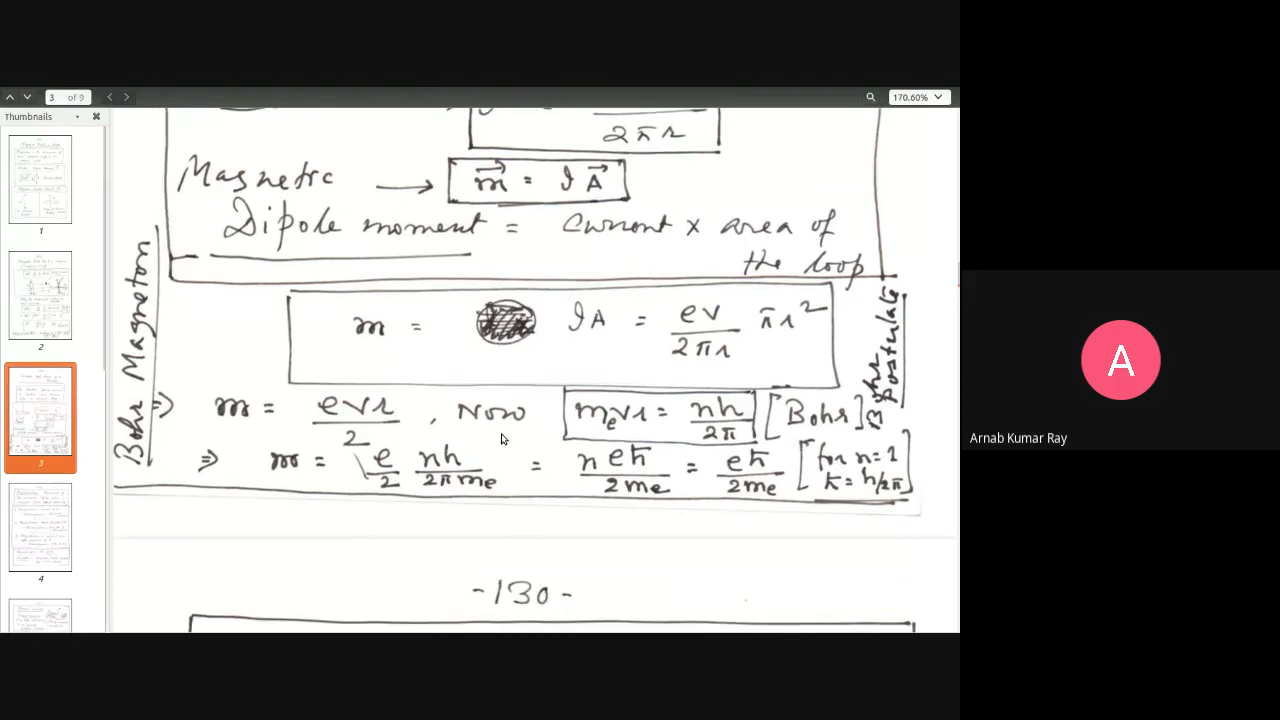 3 of 9
170.60%
Thumbnails
1
2
3
4
2πr
Magnetic → m⃗ = I A⃗
Dipole moment = current × area of
the loop
Bohr Magneton
m = IA = ev/2πr πr²
Bohr Postulate
⇒ m = evr/2 , Now mₑvr = nh/2π [Bohr]
⇒ m = e/2 nh/2πmₑ = n eħ/2mₑ = eħ/2mₑ [for n=1
ħ = h/2π]
-130-
A
Arnab Kumar Ray